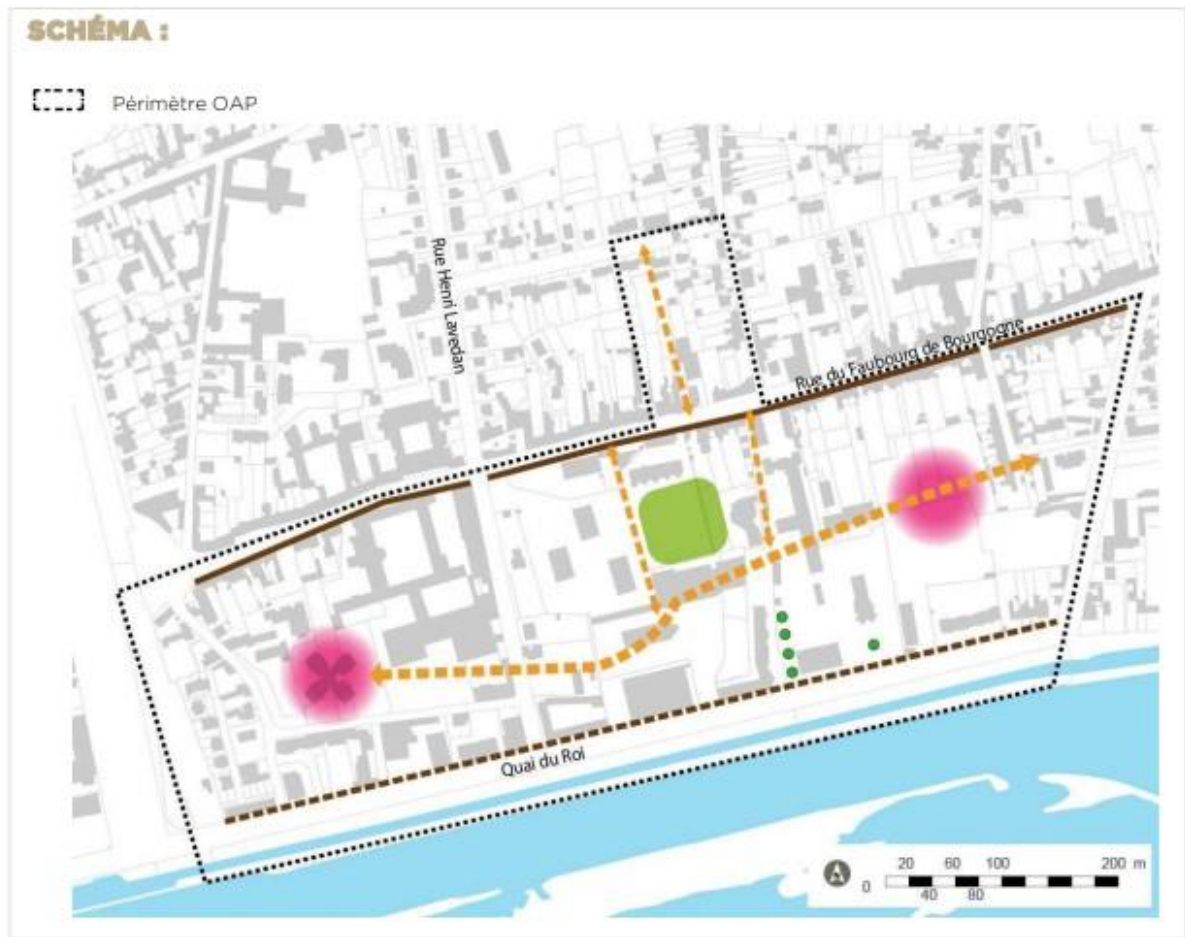 SCHÉMA :
Périmètre OAP
Rue Henri Lavedan
Rue du Faubourg de Bourgogne
Quai du Roi
20 60 100 200 m
0
40 80